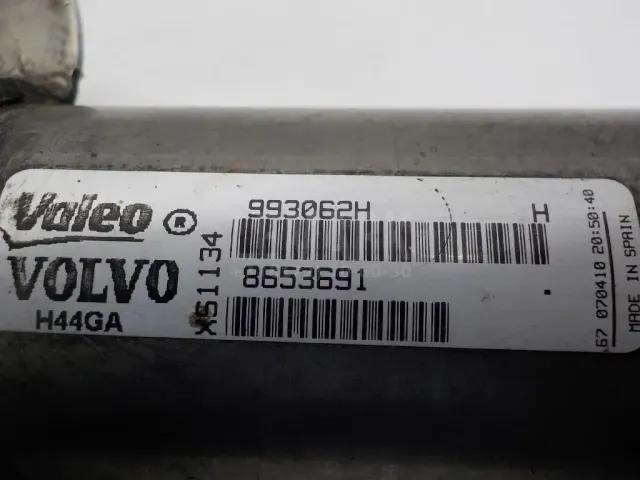 Valeo ®
VOLVO
H44GA
XS1134
993062H H
8653691
67 070410 20:50:40
MADE IN SPAIN